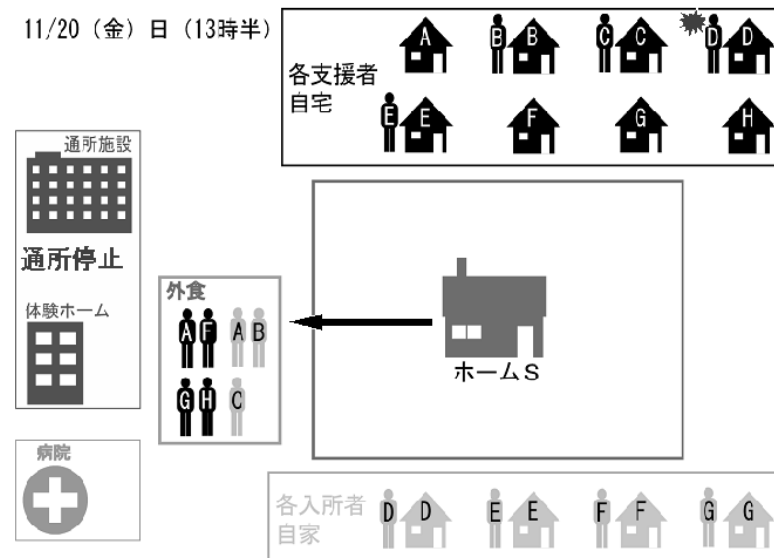 11/20（金）日（13時半）
各支援者
自宅
A
B B
C C
D D
E E
F
G
H
通所施設
通所停止
体験ホーム
外食
A F A B
G H C
ホームS
病院
各入所者
自家
D D
E E
F F
G G